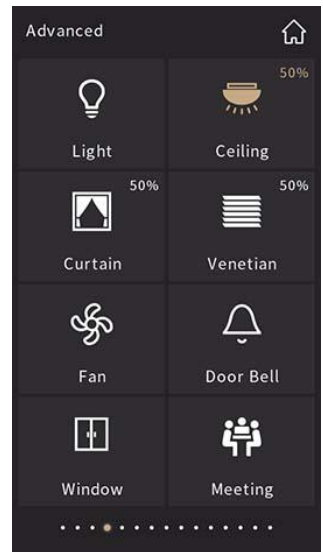 Advanced
50%
Light
Ceiling
50%
50%
Curtain
Venetian
Fan
Door Bell
Window
Meeting